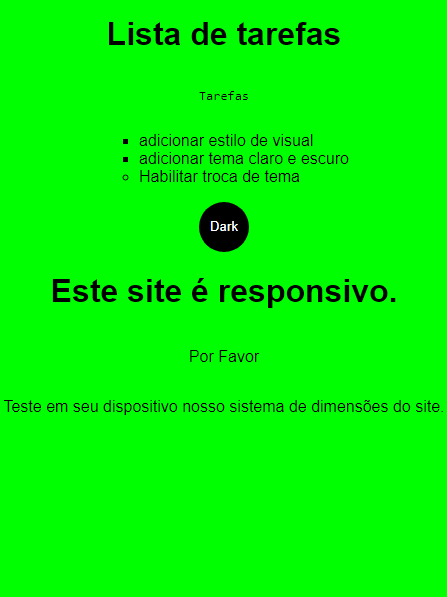 Lista de tarefas
Tarefas
adicionar estilo de visual
adicionar tema claro e escuro
Habilitar troca de tema
Dark
Este site é responsivo.
Por Favor
Teste em seu dispositivo nosso sistema de dimensões do site.